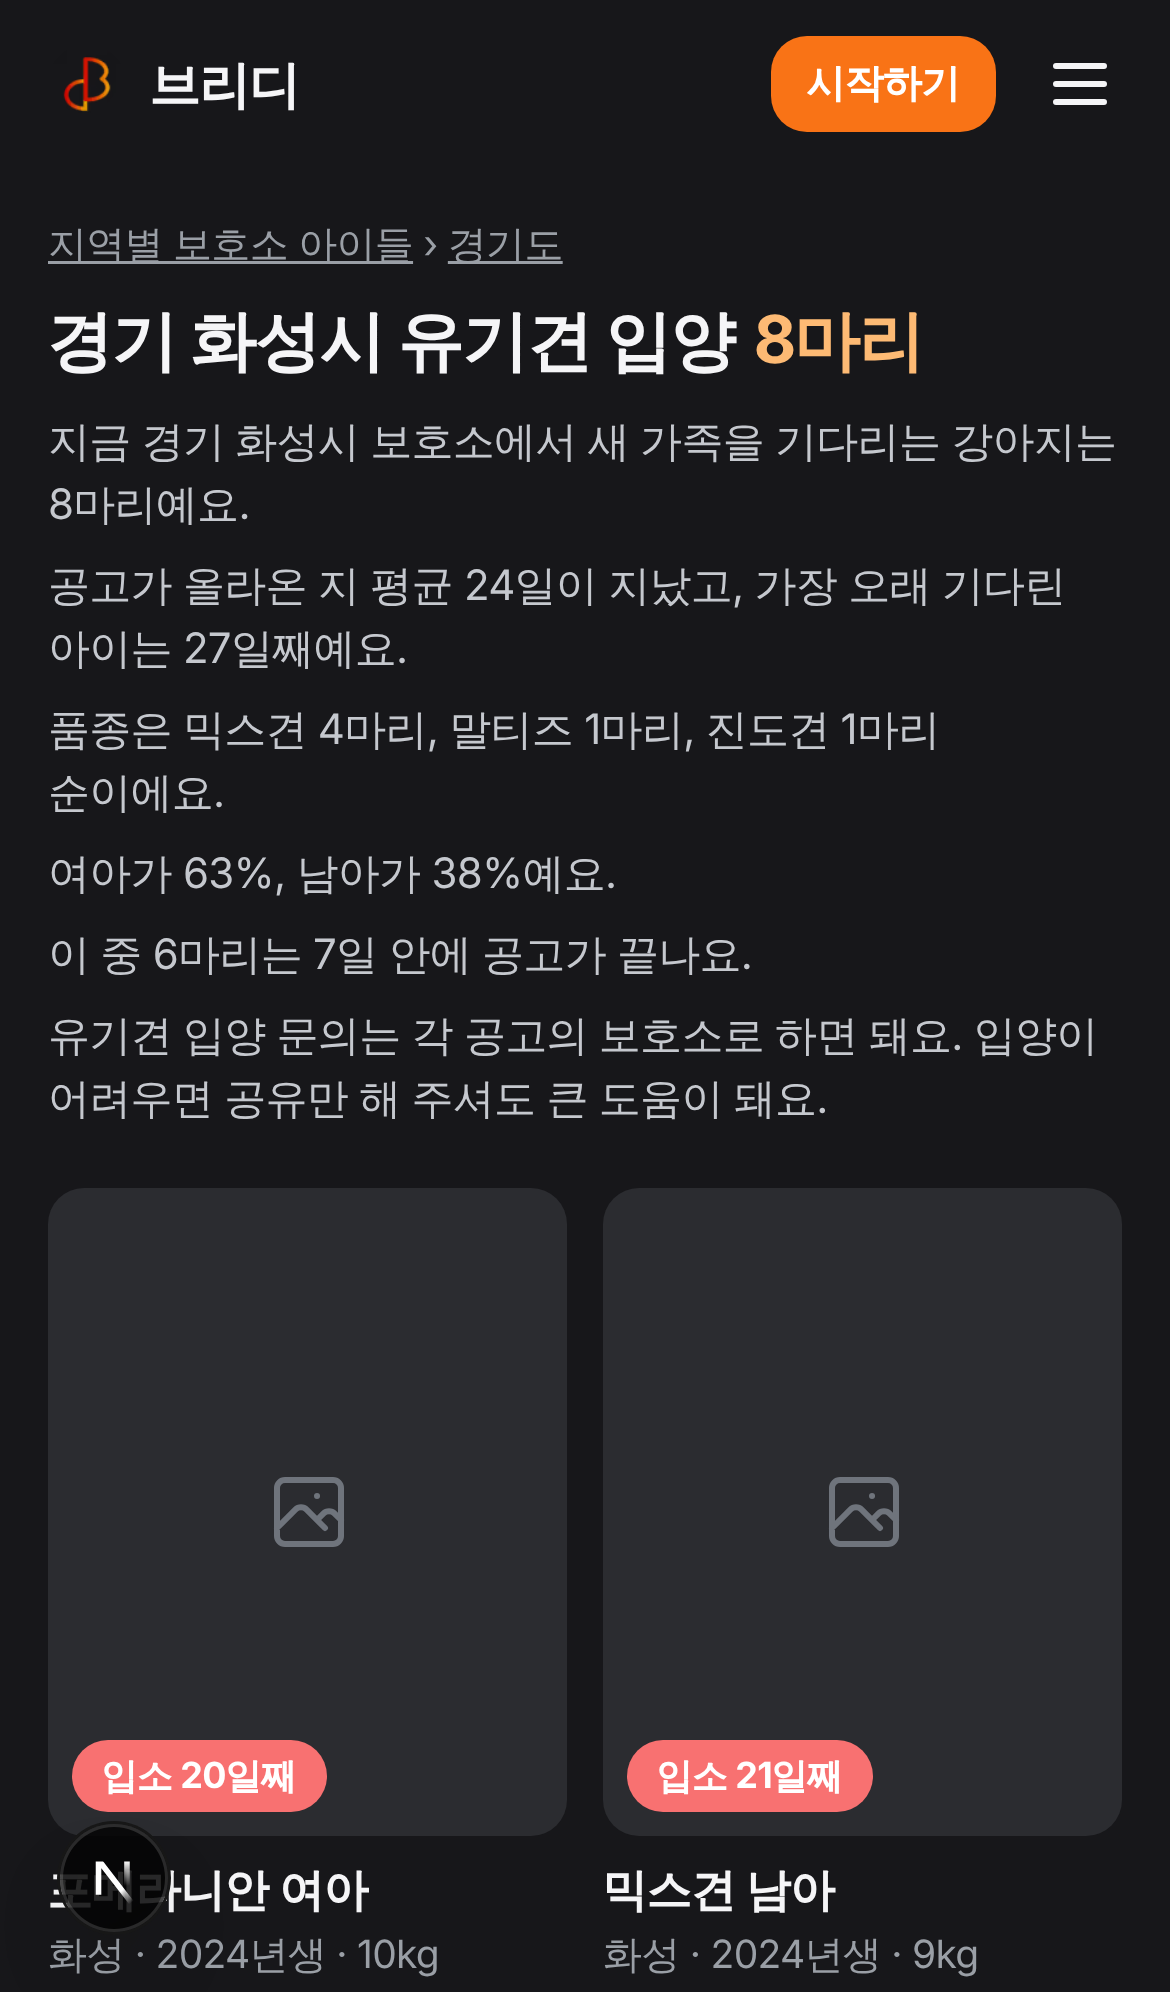 브리디
시작하기
지역별 보호소 아이들 › 경기도
경기 화성시 유기견 입양 8마리
지금 경기 화성시 보호소에서 새 가족을 기다리는 강아지는
8마리예요.
공고가 올라온 지 평균 24일이 지났고, 가장 오래 기다린
아이는 27일째예요.
품종은 믹스견 4마리, 말티즈 1마리, 진도견 1마리
순이에요.
여아가 63%, 남아가 38%예요.
이 중 6마리는 7일 안에 공고가 끝나요.
유기견 입양 문의는 각 공고의 보호소로 하면 돼요. 입양이
어려우면 공유만 해 주셔도 큰 도움이 돼요.
입소 20일째
입소 21일째
N
포메라니안 여아
믹스견 남아
화성 · 2024년생 · 10kg
화성 · 2024년생 · 9kg